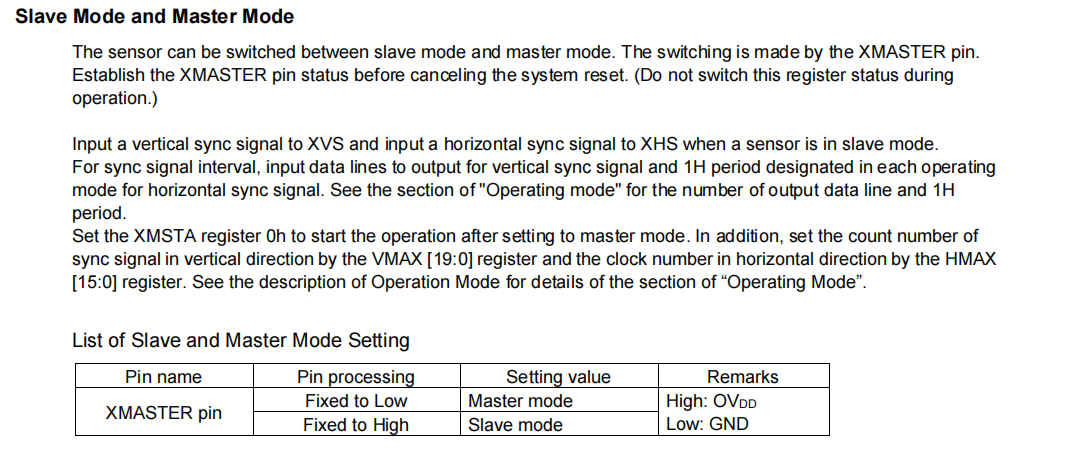 Slave Mode and Master Mode
The sensor can be switched between slave mode and master mode. The switching is made by the XMASTER pin.
Establish the XMASTER pin status before canceling the system reset. (Do not switch this register status during
operation.)
Input a vertical sync signal to XVS and input a horizontal sync signal to XHS when a sensor is in slave mode.
For sync signal interval, input data lines to output for vertical sync signal and 1H period designated in each operating
mode for horizontal sync signal. See the section of "Operating mode" for the number of output data line and 1H
period.
Set the XMSTA register 0h to start the operation after setting to master mode. In addition, set the count number of
sync signal in vertical direction by the VMAX [19:0] register and the clock number in horizontal direction by the HMAX
[15:0] register. See the description of Operation Mode for details of the section of “Operating Mode”.
List of Slave and Master Mode Setting
Pin name Pin processing Setting value Remarks
XMASTER pin Fixed to Low Master mode High: OVDD
Fixed to High Slave mode Low: GND